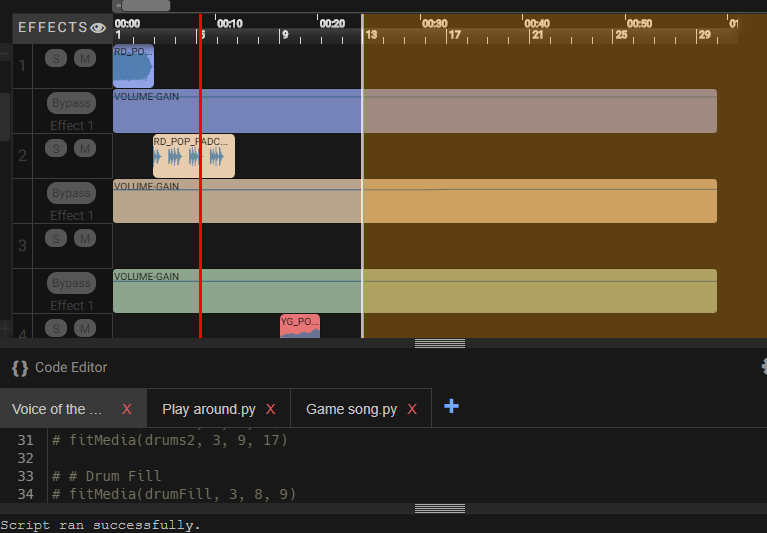 EFFECTS
00:00 00:10 00:20 00:30 00:40 00:50 01
1 5 9 13 17 21 25 29
1 S M RD_PO...
Bypass VOLUME-GAIN
Effect 1
2 S M RD_POP_PADC...
Bypass VOLUME-GAIN
Effect 1
3 S M
Bypass VOLUME-GAIN
Effect 1
4 S M YG_PO...
{} Code Editor
Voice of the ... X Play around.py X Game song.py X +
31 # fitMedia(drums2, 3, 9, 17)
32
33 # # Drum Fill
34 # fitMedia(drumFill, 3, 8, 9)
Script ran successfully.